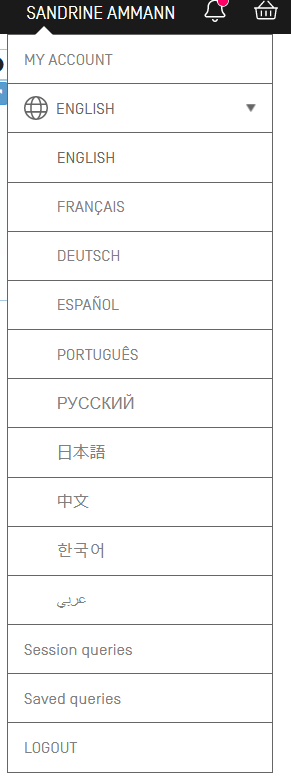 SANDRINE AMMANN
MY ACCOUNT
ENGLISH
ENGLISH
FRANÇAIS
DEUTSCH
ESPAÑOL
PORTUGUÊS
РУССКИЙ
日本語
中文
한국어
عربي
Session queries
Saved queries
LOGOUT